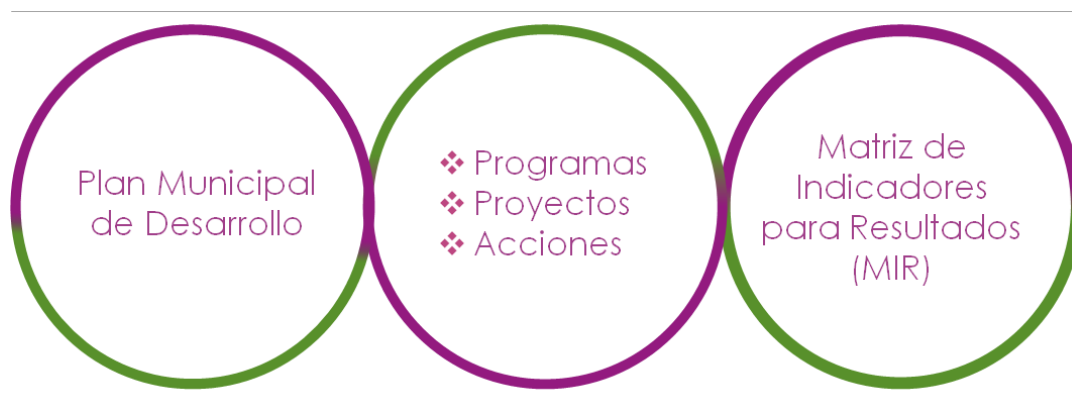 Plan Municipal
de Desarrollo
❖ Programas
❖ Proyectos
❖ Acciones
Matriz de
Indicadores
para Resultados
(MIR)